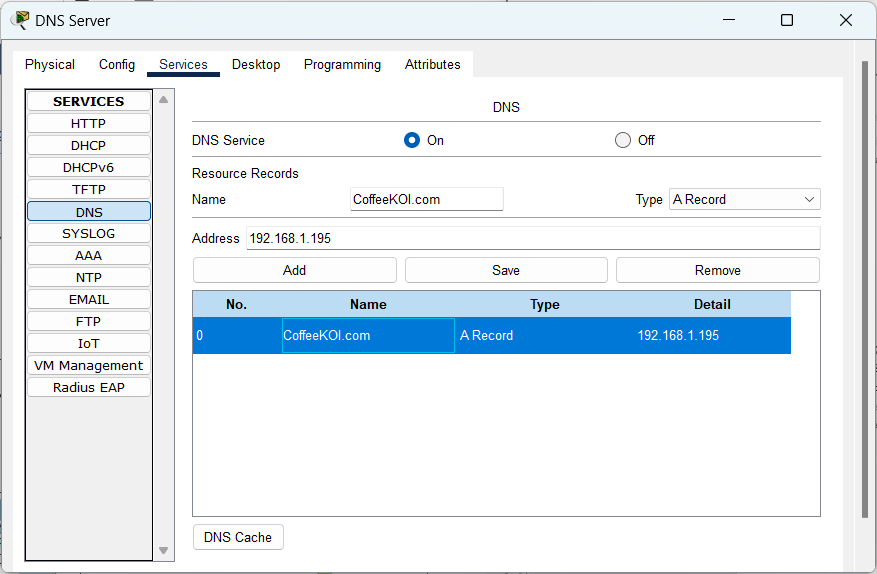 DNS Server
Physical Config Services Desktop Programming Attributes
SERVICES
HTTP
DHCP
DHCPv6
TFTP
DNS
SYSLOG
AAA
NTP
EMAIL
FTP
IoT
VM Management
Radius EAP
DNS
DNS Service On Off
Resource Records
Name CoffeeKOI.com Type A Record
Address 192.168.1.195
Add Save Remove
No. Name Type Detail
0 CoffeeKOI.com A Record 192.168.1.195
DNS Cache